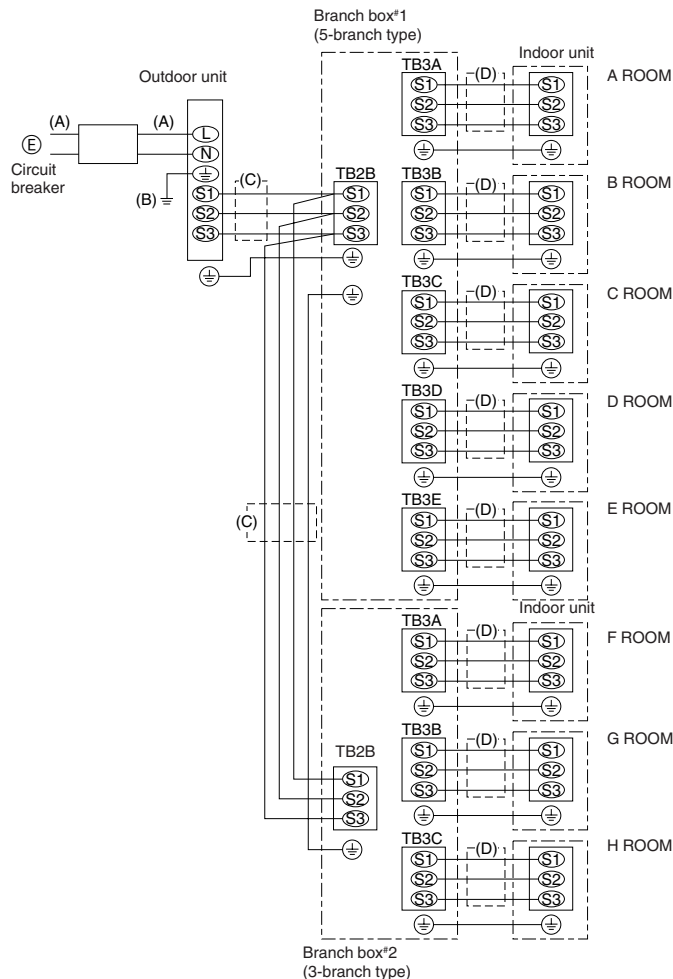 Branch box#1
(5-branch type)
Outdoor unit
Indoor unit
TB3A
A ROOM
(D)
S1 S1
S2 S2
S3 S3
(A) (A)
E
Circuit
breaker
L
N
(B)
S1
S2
S3
(C)
TB2B
S1
S2
S3
TB3B
B ROOM
(D)
S1 S1
S2 S2
S3 S3
TB3C
C ROOM
(D)
S1 S1
S2 S2
S3 S3
TB3D
D ROOM
(D)
S1 S1
S2 S2
S3 S3
TB3E
E ROOM
(D)
S1 S1
S2 S2
S3 S3
(C)
Indoor unit
TB3A
F ROOM
(D)
S1 S1
S2 S2
S3 S3
TB3B
G ROOM
(D)
S1 S1
S2 S2
S3 S3
TB2B
S1
S2
S3
TB3C
H ROOM
(D)
S1 S1
S2 S2
S3 S3
Branch box#2
(3-branch type)